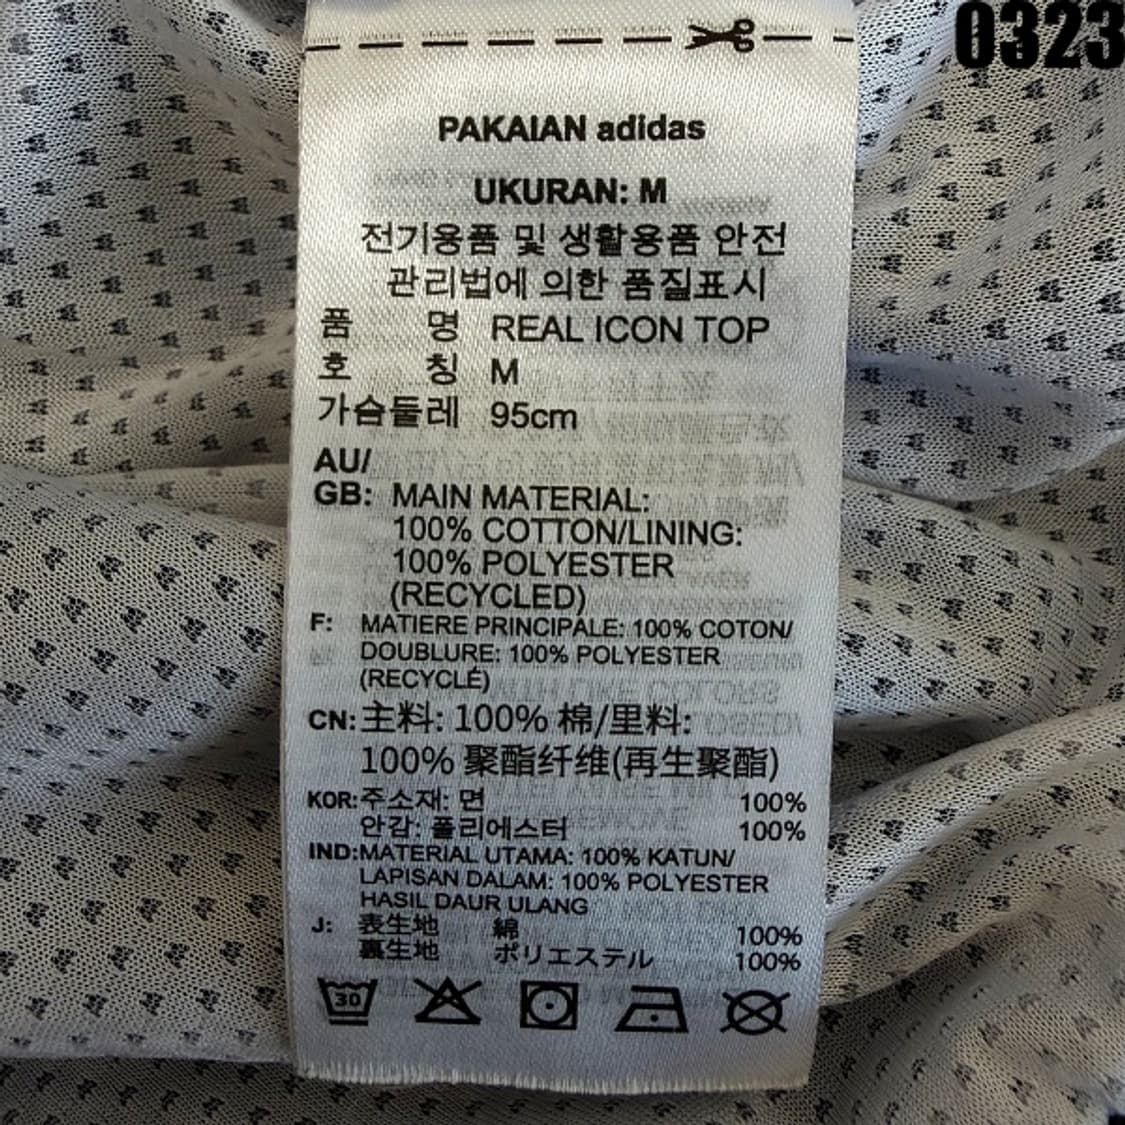 0323
PAKAIAN adidas
UKURAN: M
전기용품 및 생활용품 안전
관리법에 의한 품질표시
품 명 REAL ICON TOP
호 칭 M
가슴둘레 95cm
AU/
GB: MAIN MATERIAL:
100% COTTON/LINING:
100% POLYESTER
(RECYCLED)
F: MATIERE PRINCIPALE: 100% COTON/
DOUBLURE: 100% POLYESTER
(RECYCLÉ)
CN: 主料: 100% 棉/里料:
100% 聚酯纤维(再生聚酯)
KOR: 주소재: 면 100%
안감: 폴리에스터 100%
IND: MATERIAL UTAMA: 100% KATUN/
LAPISAN DALAM: 100% POLYESTER
HASIL DAUR ULANG
J: 表生地 綿 100%
裏生地 ポリエステル 100%
30